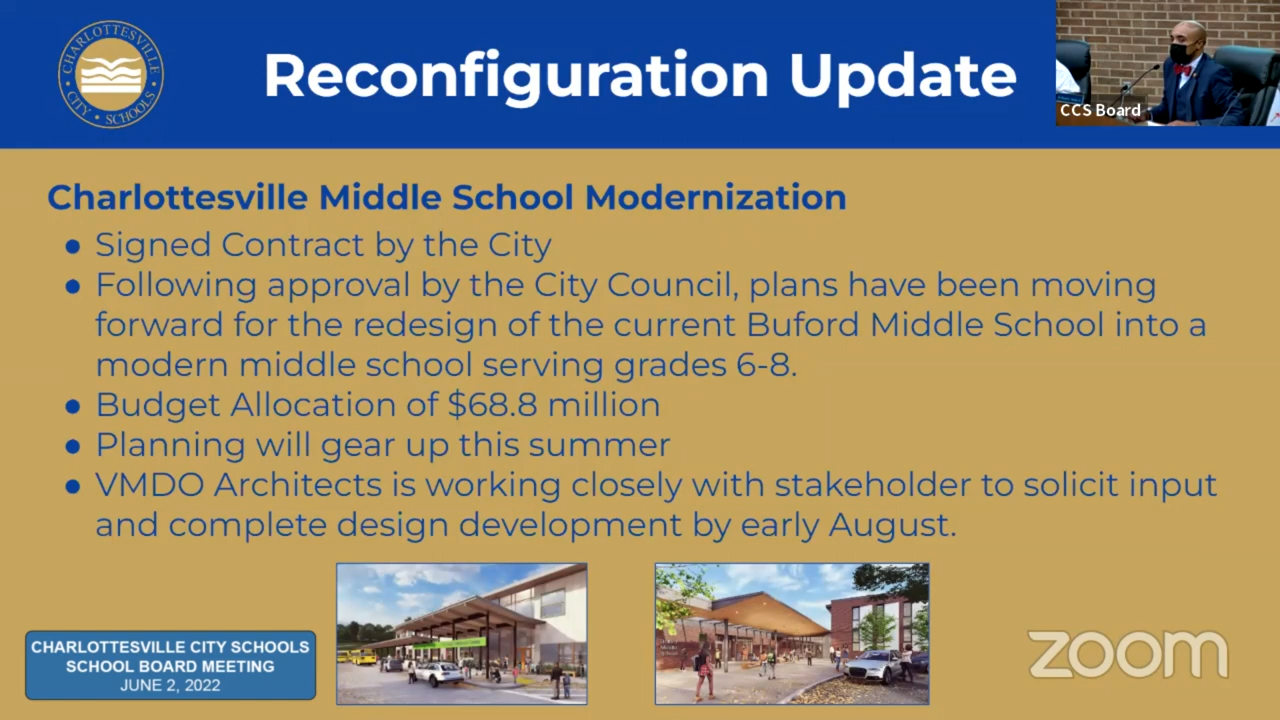 CHARLOTTESVILLE
CITY • SCHOOLS
Reconfiguration Update
CCS Board
Charlottesville Middle School Modernization
● Signed Contract by the City
● Following approval by the City Council, plans have been moving
forward for the redesign of the current Buford Middle School into a
modern middle school serving grades 6-8.
● Budget Allocation of $68.8 million
● Planning will gear up this summer
● VMDO Architects is working closely with stakeholder to solicit input
and complete design development by early August.
CHARLOTTESVILLE CITY SCHOOLS
SCHOOL BOARD MEETING
JUNE 2, 2022
zoom